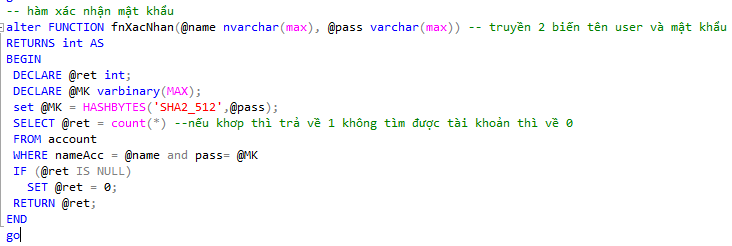 -- hàm xác nhận mật khẩu
alter FUNCTION fnXacNhan(@name nvarchar(max), @pass varchar(max)) -- truyền 2 biến tên user và mật khẩu
RETURNS int AS
BEGIN
DECLARE @ret int;
DECLARE @MK varbinary(MAX);
set @MK = HASHBYTES('SHA2_512',@pass);
SELECT @ret = count(*) --nếu khơp thì trả về 1 không tìm được tài khoản thì về 0
FROM account
WHERE nameAcc = @name and pass= @MK
IF (@ret IS NULL)
SET @ret = 0;
RETURN @ret;
END
go